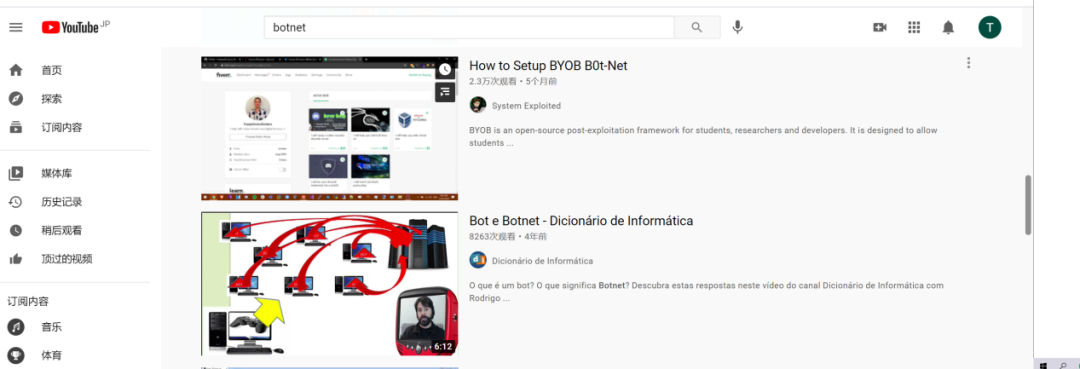 YouTube JP
botnet
T
首页
探索
订阅内容
媒体库
历史记录
稍后观看
顶过的视频
订阅内容
音乐
体育
How to Setup BYOB B0t-Net
2.3万次观看 • 5个月前
System Exploited
BYOB is an open-source post-exploitation framework for students, researchers and developers. It is designed to allow
students ...
fiverr.
learn.
Bot e Botnet - Dicionário de Informática
8263次观看 • 4年前
Dicionário de Informática
O que é um bot? O que significa Botnet? Descubra estas respostas neste vídeo do canal Dicionário de Informática com
Rodrigo ...
6:12